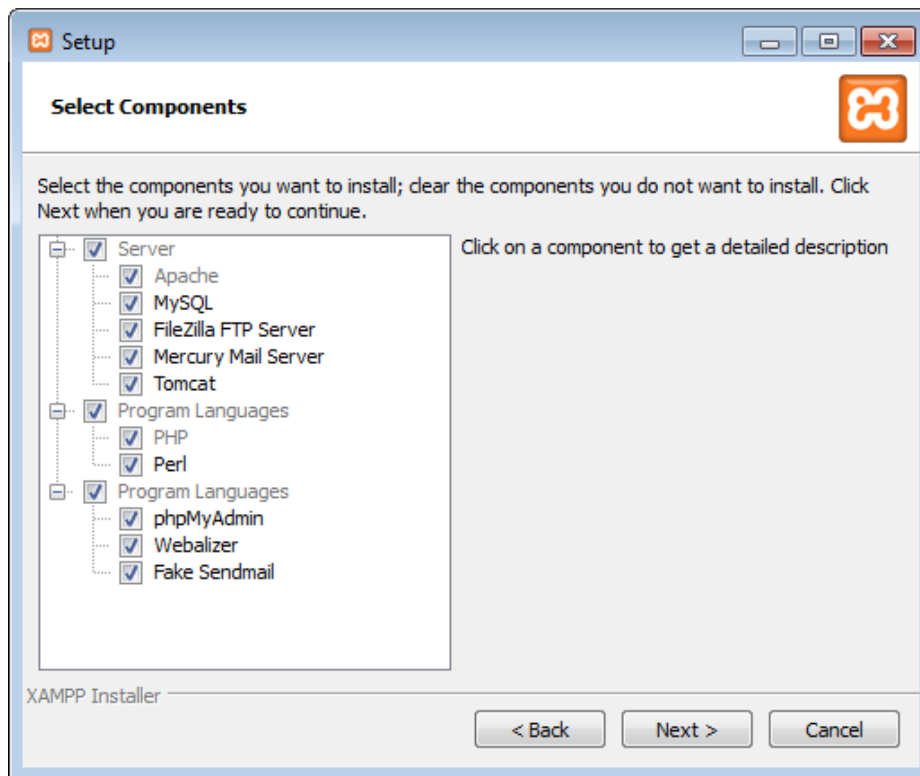 Setup
Select Components
Select the components you want to install; clear the components you do not want to install. Click
Next when you are ready to continue.
Server
Apache
MySQL
FileZilla FTP Server
Mercury Mail Server
Tomcat
Program Languages
PHP
Perl
Program Languages
phpMyAdmin
Webalizer
Fake Sendmail
Click on a component to get a detailed description
XAMPP Installer
< Back
Next >
Cancel